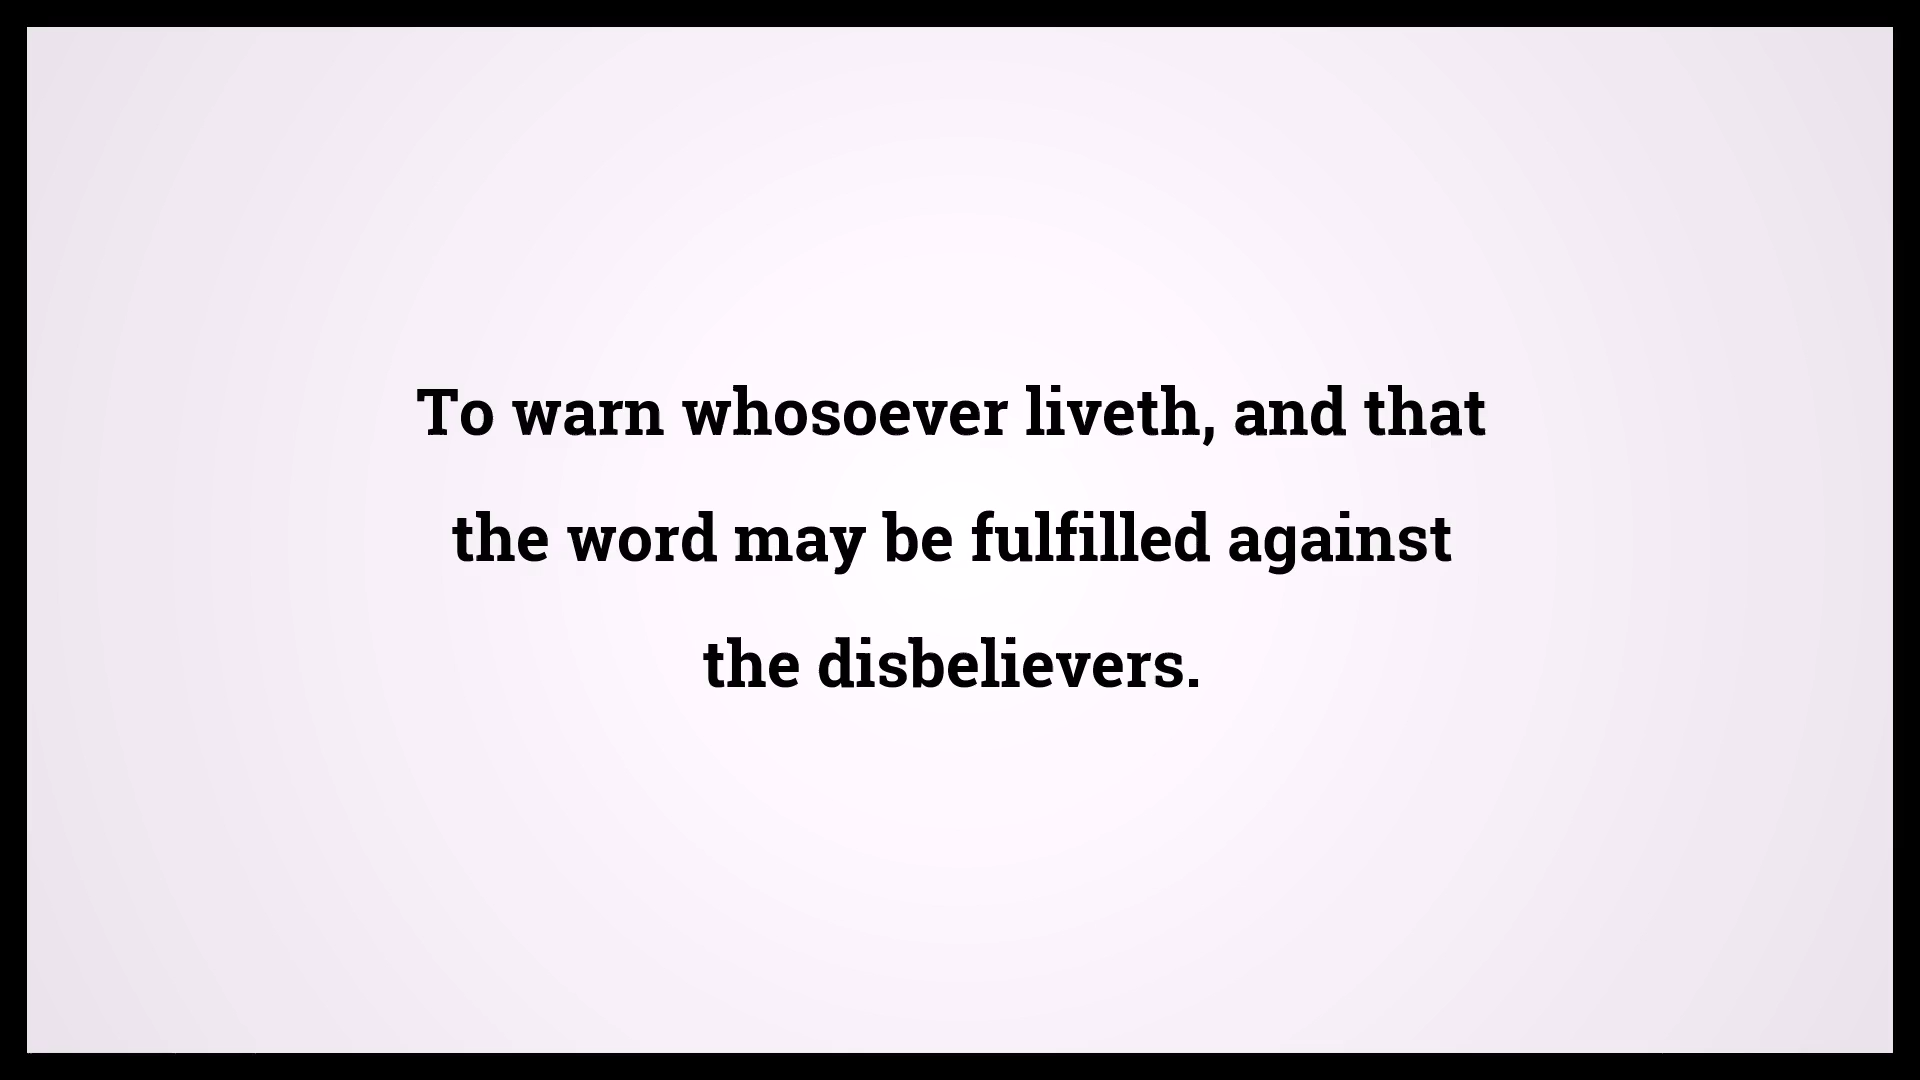 To warn whosoever liveth, and that
the word may be fulfilled against
the disbelievers.